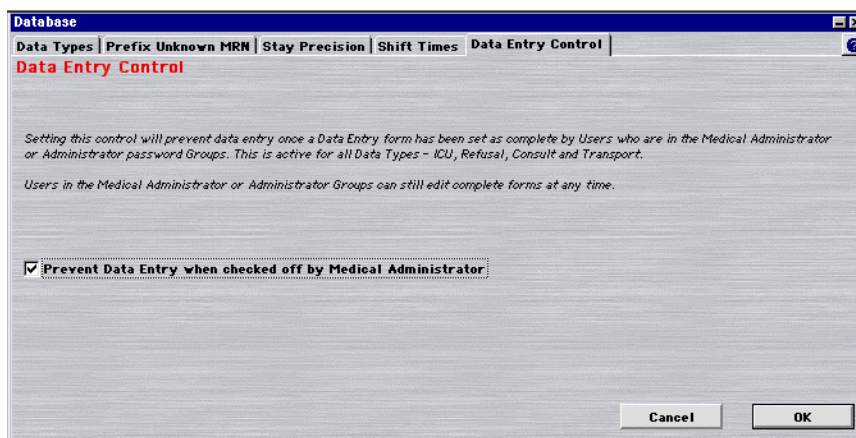 Database
Data Types
Prefix Unknown MRN
Stay Precision
Shift Times
Data Entry Control
Data Entry Control
Setting this control will prevent data entry once a Data Entry form has been set as complete by Users who are in the Medical Administrator
or Administrator password Groups. This is active for all Data Types - ICU, Refusal, Consult and Transport.
Users in the Medical Administrator or Administrator Groups can still edit complete forms at any time.
Prevent Data Entry when checked off by Medical Administrator
Cancel
OK